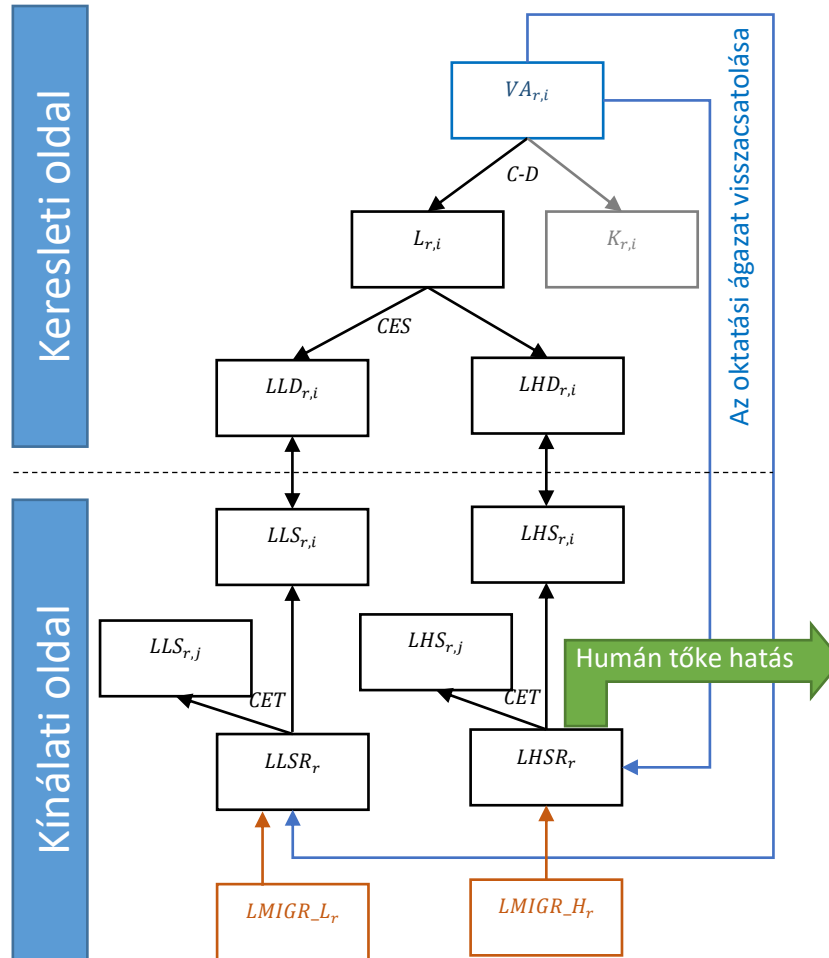 Keresleti oldal
Kínálati oldal
Az oktatási ágazat visszacsatolása
VA_{r,i}
C-D
L_{r,i}
K_{r,i}
CES
LLD_{r,i}
LHD_{r,i}
LLS_{r,i}
LHS_{r,i}
LLS_{r,j}
LHS_{r,j}
Humán tőke hatás
CET
CET
LLSR_r
LHSR_r
LMIGR_L_r
LMIGR_H_r